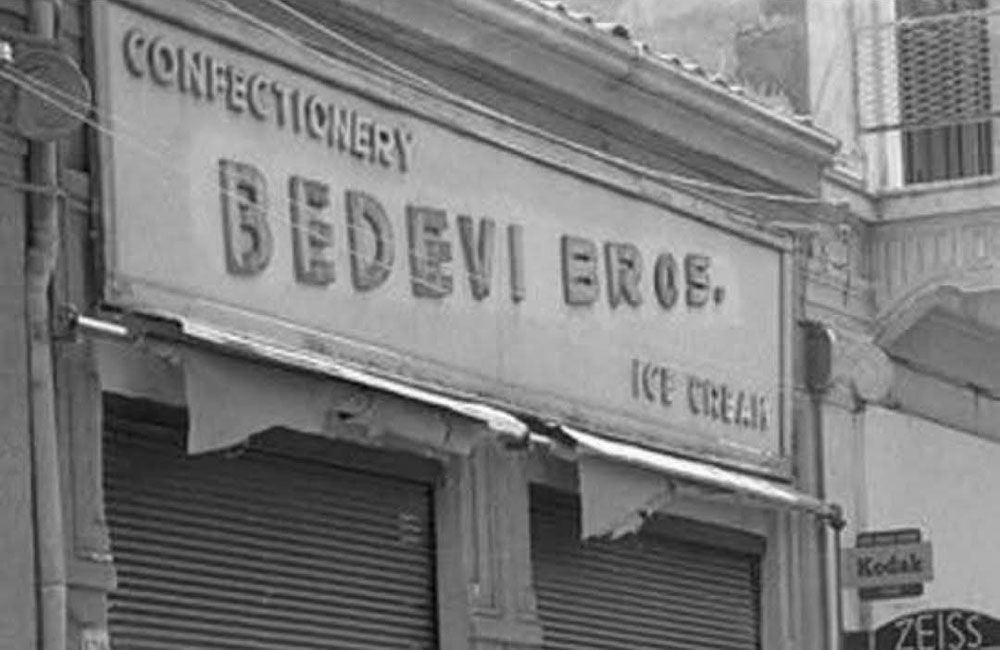 CONFECTIONERY
BEDEVI BROS.
ICE CREAM
Kodak
ZEISS